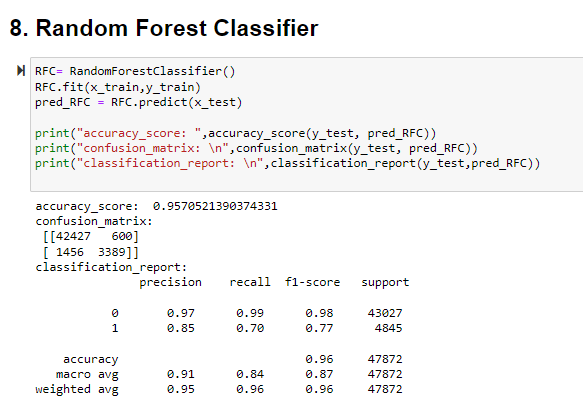 8. Random Forest Classifier
RFC= RandomForestClassifier()
RFC.fit(x_train,y_train)
pred_RFC = RFC.predict(x_test)
print("accuracy_score: ",accuracy_score(y_test, pred_RFC))
print("confusion_matrix: \n",confusion_matrix(y_test, pred_RFC))
print("classification_report: \n",classification_report(y_test,pred_RFC))
accuracy_score:  0.9570521390374331
confusion_matrix:
 [[42427   600]
 [ 1456  3389]]
classification_report:
              precision    recall  f1-score   support
           0       0.97      0.99      0.98     43027
           1       0.85      0.70      0.77      4845
    accuracy                           0.96     47872
   macro avg       0.91      0.84      0.87     47872
weighted avg       0.95      0.96      0.96     47872